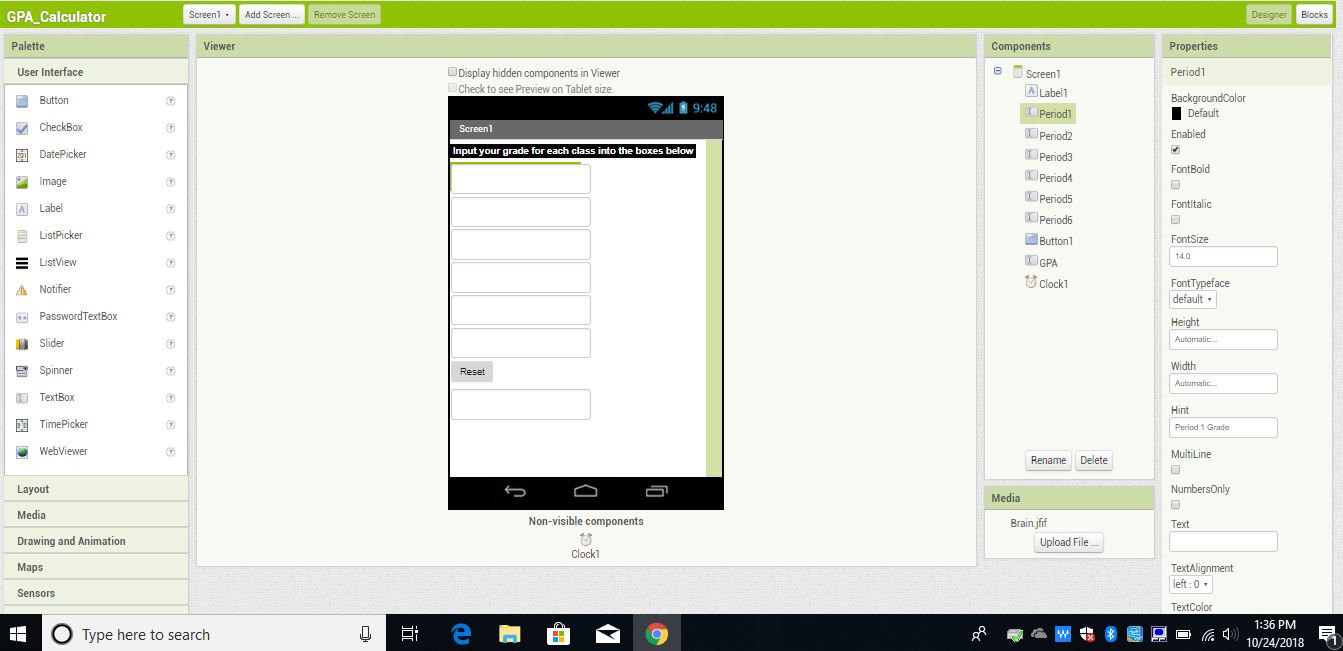 GPA_Calculator
Screen1
Add Screen ...
Remove Screen
Designer
Blocks
Palette
User Interface
Button
CheckBox
DatePicker
Image
Label
ListPicker
ListView
Notifier
PasswordTextBox
Slider
Spinner
TextBox
TimePicker
WebViewer
Layout
Media
Drawing and Animation
Maps
Sensors
Viewer
Display hidden components in Viewer
Check to see Preview on Tablet size.
9:48
Screen1
Input your grade for each class into the boxes below
Reset
Non-visible components
Clock1
Components
Screen1
Label1
Period1
Period2
Period3
Period4
Period5
Period6
Button1
GPA
Clock1
Rename
Delete
Media
Brain.jfif
Upload File ...
Properties
Period1
BackgroundColor
Default
Enabled
FontBold
FontItalic
FontSize
14.0
FontTypeface
default
Height
Automatic...
Width
Automatic...
Hint
Period 1 Grade
MultiLine
NumbersOnly
Text
TextAlignment
left : 0
TextColor
Type here to search
1:36 PM
10/24/2018
1